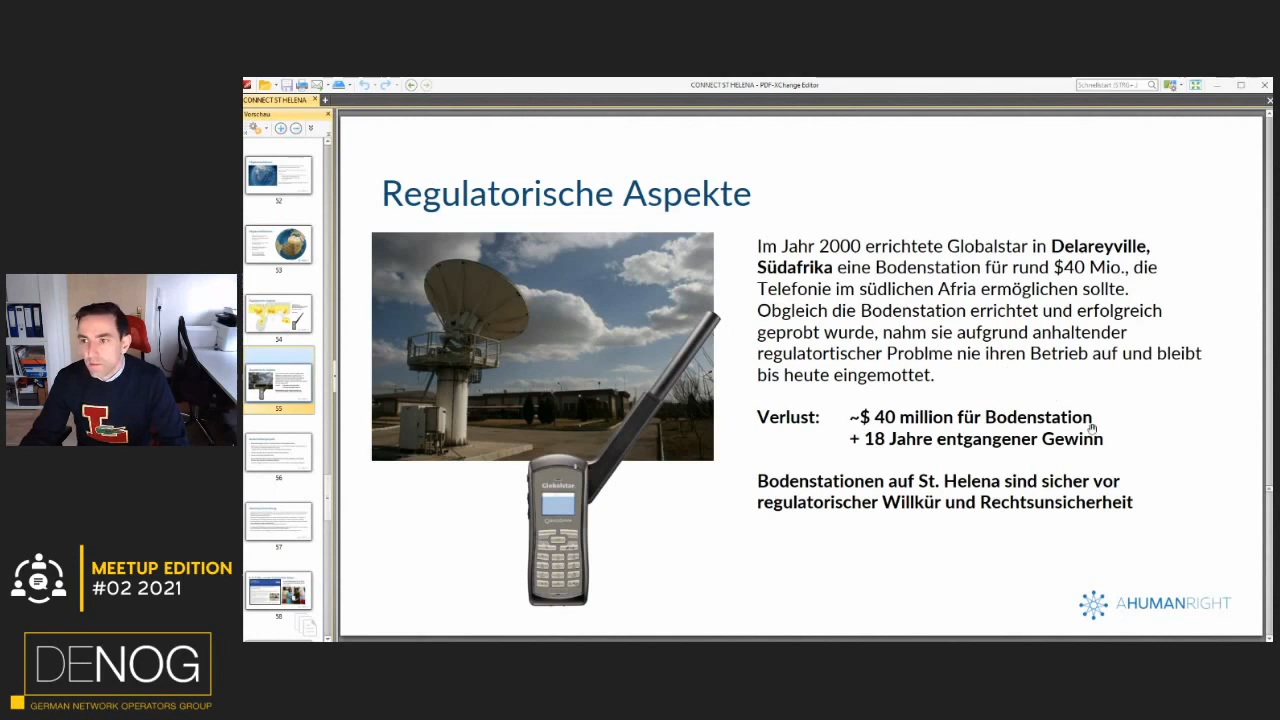 CONNECT ST HELENA - PDF-XChange Editor
Schnellstart (STRG+.)
CONNECT ST HELENA
Vorschau
52
53
54
55
56
57
58
Regulatorische Aspekte
Im Jahr 2000 errichtete Globalstar in Delareyville,
Südafrika eine Bodenstation für rund $40 Mio., die
Telefonie im südlichen Afria ermöglichen sollte.
Obgleich die Bodenstation errichtet und erfolgreich
geprobt wurde, nahm sie aufgrund anhaltender
regulatortischer Problme nie ihren Betrieb auf und bleibt
bis heute eingemottet.
Verlust: ~$ 40 million für Bodenstation
+ 18 Jahre entgangener Gewinn
Bodenstationen auf St. Helena sind sicher vor
regulatorischer Willkür und Rechtsunsicherheit
Globalstar
AHUMANRIGHT
L
MEETUP EDITION
#02 2021
DENOG
GERMAN NETWORK OPERATORS GROUP